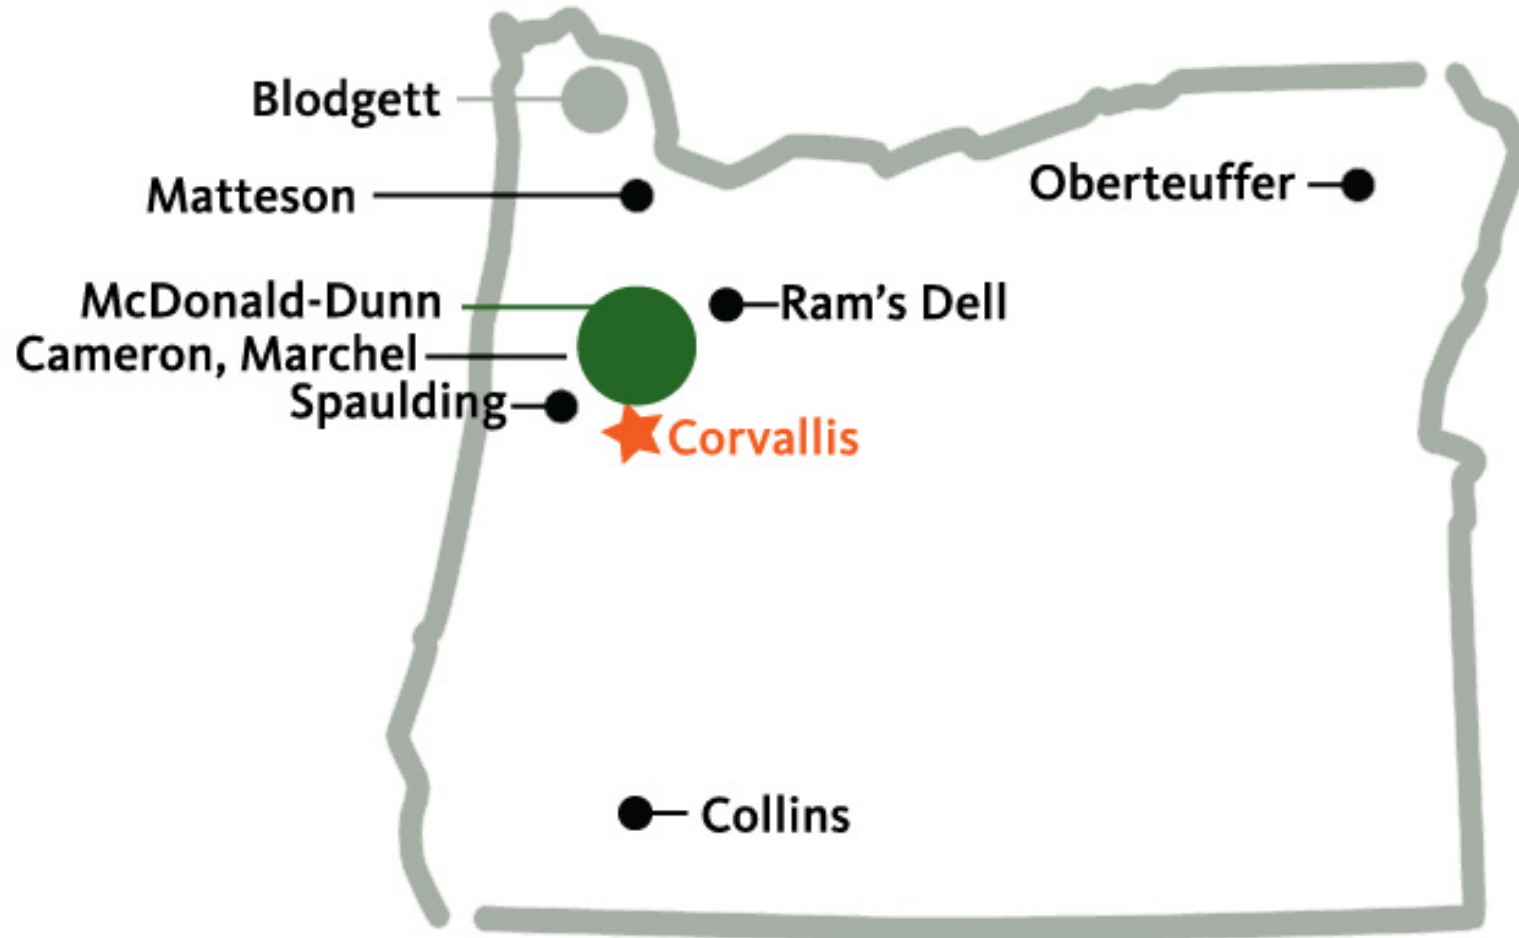 Blodgett
Matteson
Oberteuffer
McDonald-Dunn
Ram's Dell
Cameron, Marchel
Spaulding
Corvallis
Collins